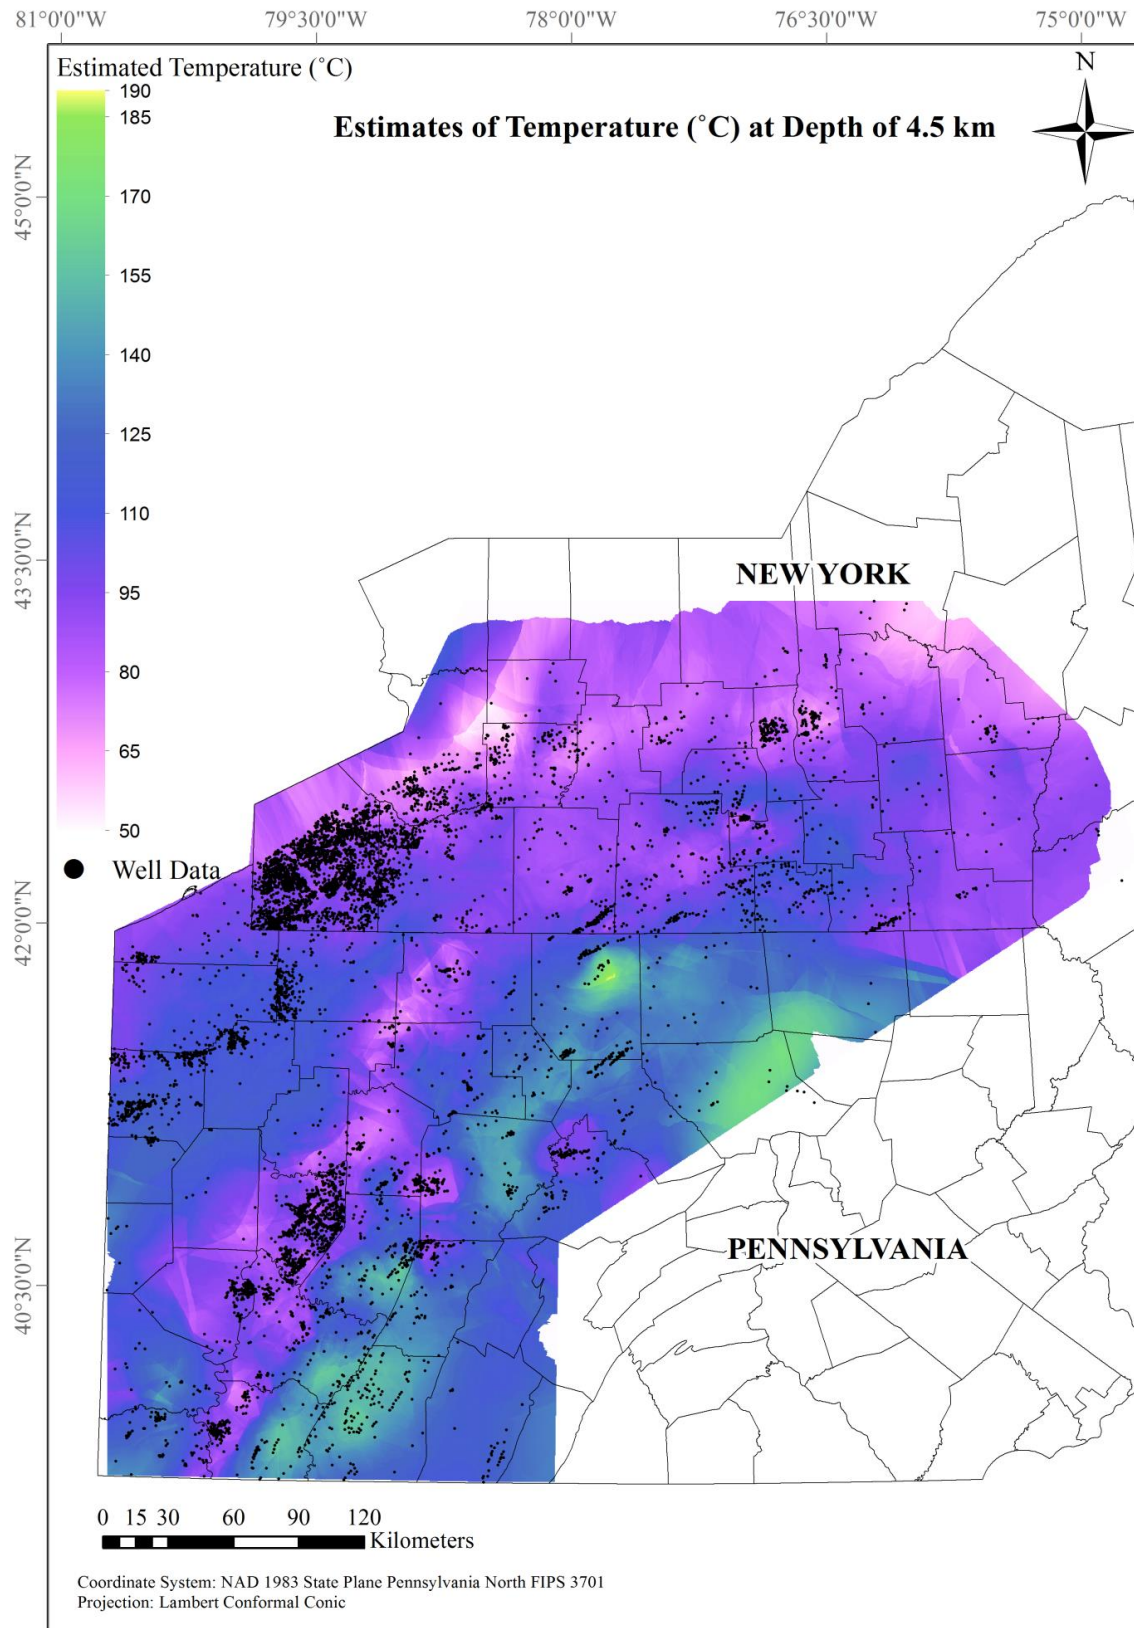 81°0'0"W 79°30'0"W 78°0'0"W 76°30'0"W 75°0'0"W
Estimated Temperature (˚C)
N
190
185
Estimates of Temperature (˚C) at Depth of 4.5 km
170
45°0'0"N
155
140
125
110
43°30'0"N
NEW YORK
95
80
65
50
Well Data
42°0'0"N
PENNSYLVANIA
40°30'0"N
0 15 30 60 90 120
Kilometers
Coordinate System: NAD 1983 State Plane Pennsylvania North FIPS 3701
Projection: Lambert Conformal Conic